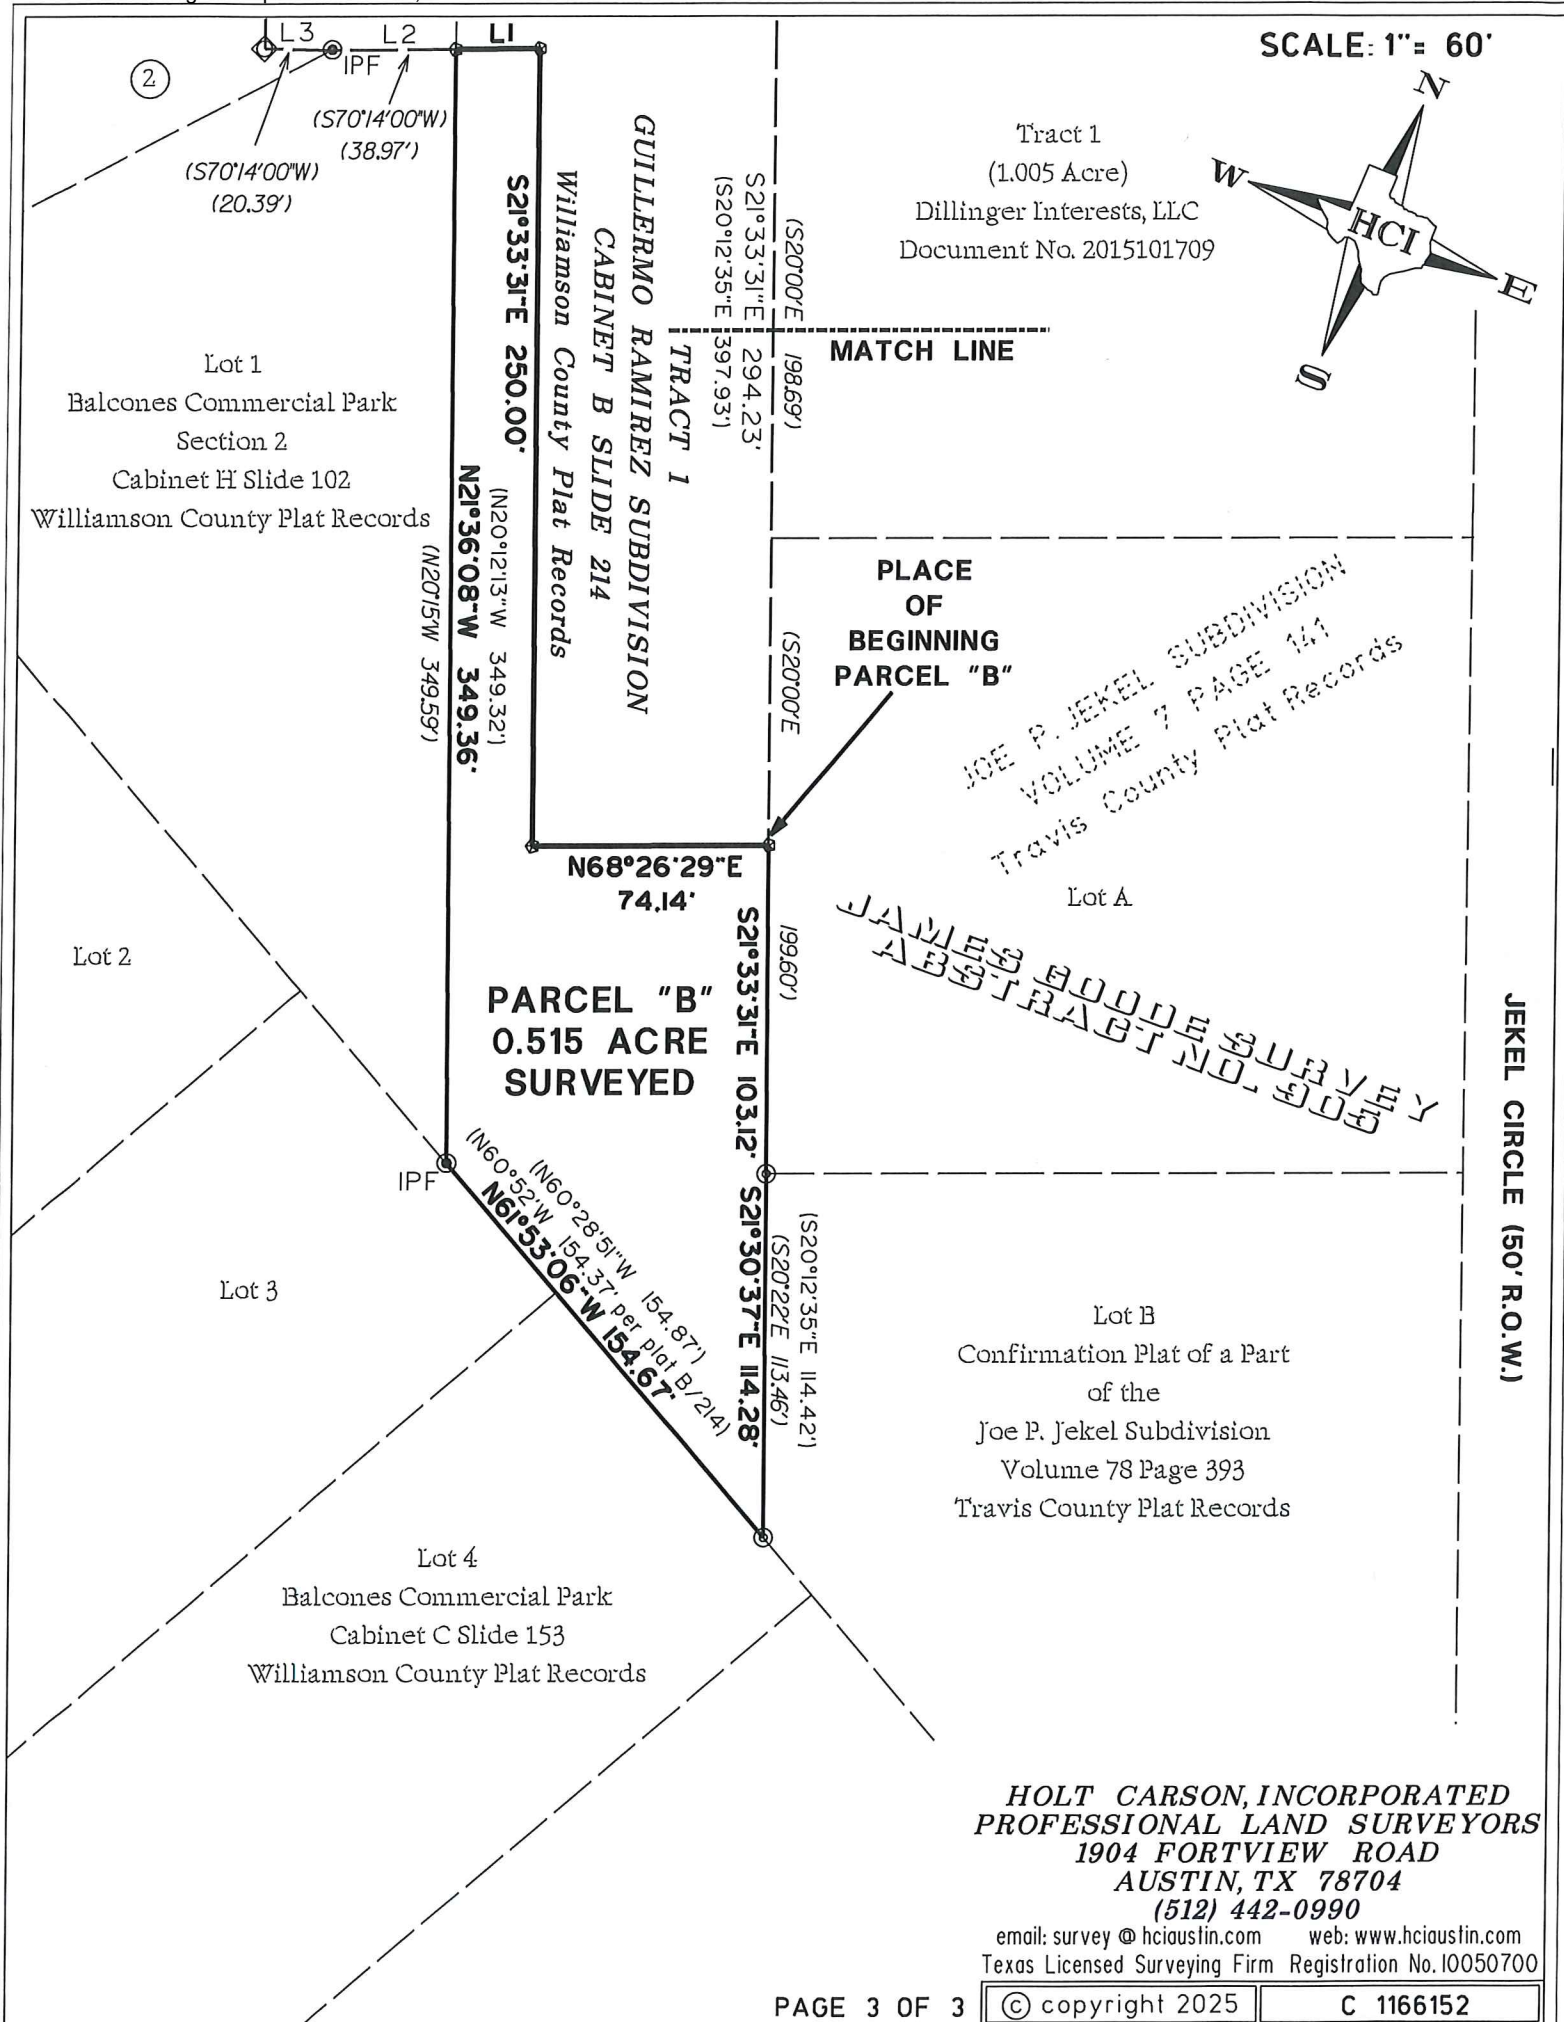 L3
L2
L1
IPF
2
(S70°14'00"W)
(38.97')
(S70°14'00"W)
(20.39')
SCALE: 1"= 60'
N
W
HCI
E
S
Tract 1
(1.005 Acre)
Dillinger Interests, LLC
Document No. 2015101709
MATCH LINE
(S20°00'E 198.69')
S21°33'31"E 294.23'
(S20°12'35"E 397.93')
TRACT 1
GUILLERMO RAMIREZ SUBDIVISION
CABINET B SLIDE 214
Williamson County Plat Records
S21°33'31"E 250.00'
(N20°12'13"W 349.32')
N21°36'08"W 349.36'
(N20°15'W 349.59')
Lot 1
Balcones Commercial Park
Section 2
Cabinet H Slide 102
Williamson County Plat Records
PLACE
OF
BEGINNING
PARCEL "B"
(S20°00'E
199.60')
JOE P. JEKEL SUBDIVISION
VOLUME 7 PAGE 141
Travis County Plat Records
Lot A
JAMES GOODE SURVEY
ABSTRACT NO. 305
N68°26'29"E
74.14'
S21°33'31"E 103.12'
Lot 2
PARCEL "B"
0.515 ACRE
SURVEYED
JEKEL CIRCLE (50' R.O.W.)
IPF
(N60°28'51"W 154.87')
(N60°52'W 154.37' per plat B/214)
N61°53'06"W 154.67'
S21°30'37"E 114.28'
(S20°22'E 113.46')
(S20°12'35"E 114.42')
Lot 3
Lot B
Confirmation Plat of a Part
of the
Joe P. Jekel Subdivision
Volume 78 Page 393
Travis County Plat Records
Lot 4
Balcones Commercial Park
Cabinet C Slide 153
Williamson County Plat Records
HOLT CARSON, INCORPORATED
PROFESSIONAL LAND SURVEYORS
1904 FORTVIEW ROAD
AUSTIN, TX 78704
(512) 442-0990
email: survey @ hciaustin.com web: www.hciaustin.com
Texas Licensed Surveying Firm Registration No. 10050700
PAGE 3 OF 3
© copyright 2025
C 1166152